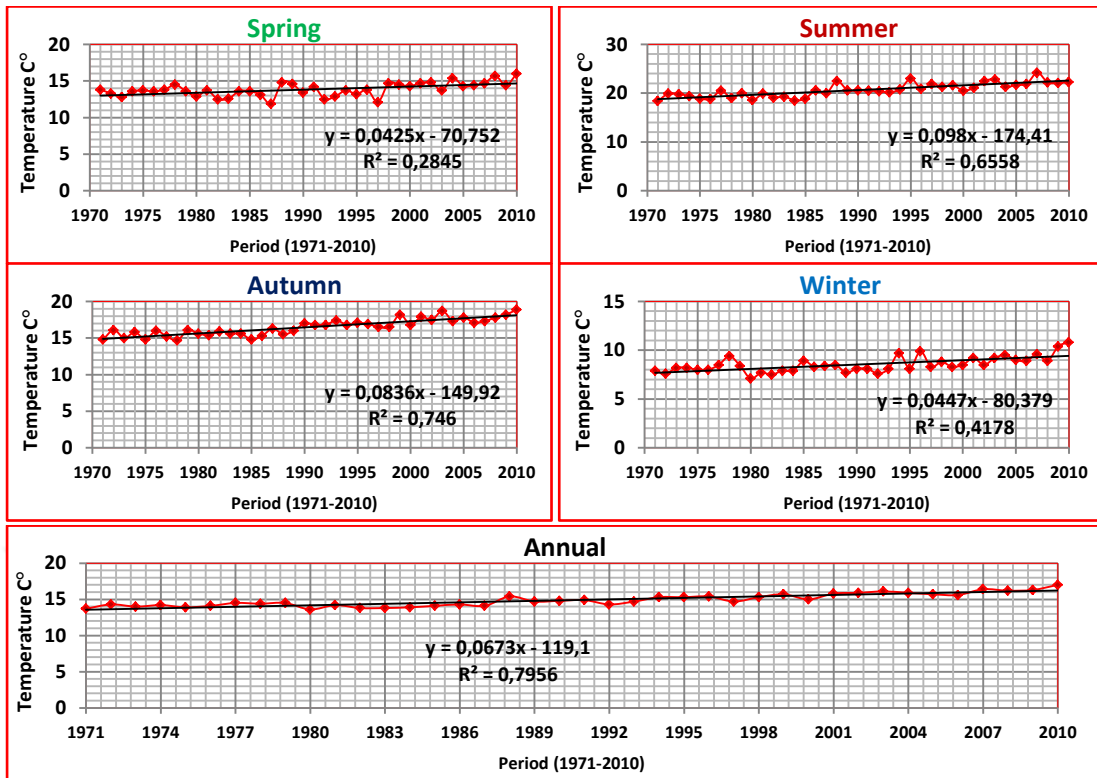 Spring
Temperature C°
20
15
10
5
0
y = 0,0425x - 70,752
R² = 0,2845
1970 1975 1980 1985 1990 1995 2000 2005 2010
Period (1971-2010)
Summer
Temperature C°
30
20
10
0
y = 0,098x - 174,41
R² = 0,6558
1970 1975 1980 1985 1990 1995 2000 2005 2010
Period (1971-2010)
Autumn
Temperature C°
20
15
10
5
0
y = 0,0836x - 149,92
R² = 0,746
1970 1975 1980 1985 1990 1995 2000 2005 2010
Period (1971-2010)
Winter
Temperature C°
15
10
5
0
y = 0,0447x - 80,379
R² = 0,4178
1970 1975 1980 1985 1990 1995 2000 2005 2010
Period (1971-2010)
Annual
Temperature C°
20
15
10
5
0
y = 0,0673x - 119,1
R² = 0,7956
1971 1974 1977 1980 1983 1986 1989 1992 1995 1998 2001 2004 2007 2010
Period (1971-2010)